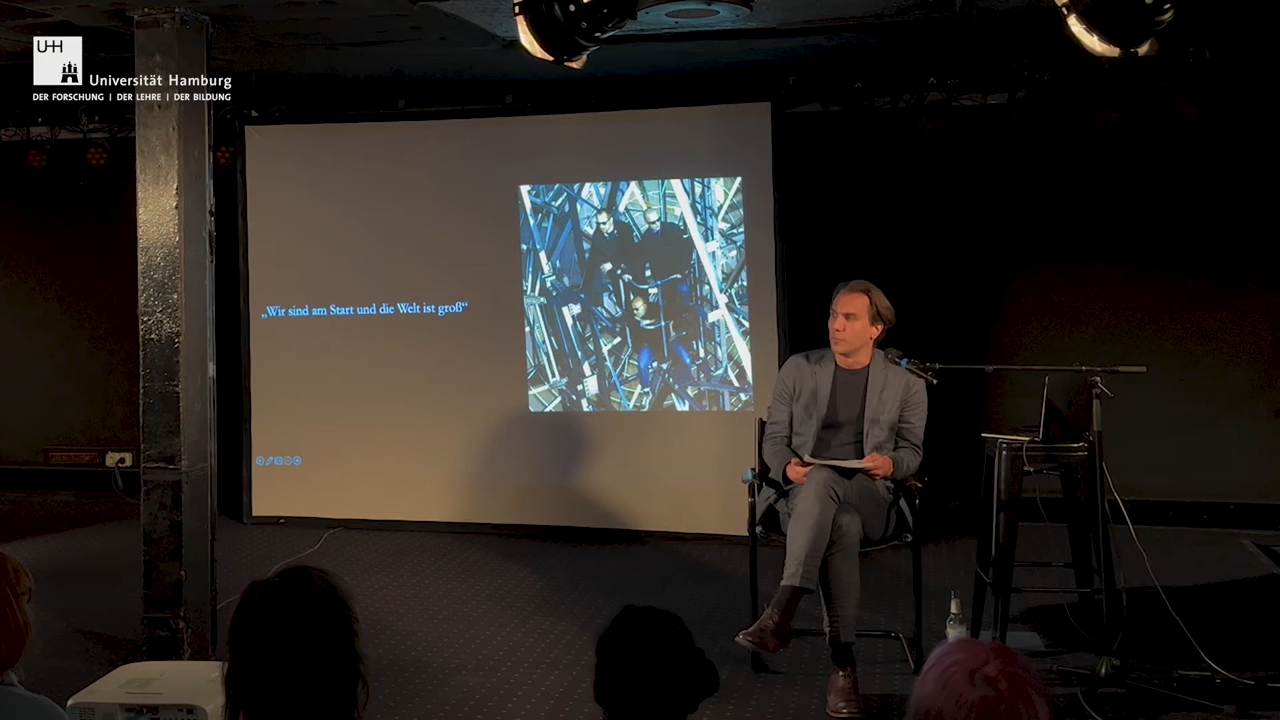 UHH
Universität Hamburg
DER FORSCHUNG | DER LEHRE | DER BILDUNG
„Wir sind am Start und die Welt ist groß“